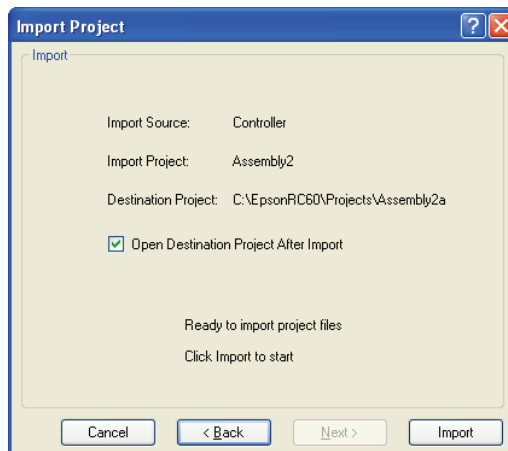 Import Project
Import
Import Source: Controller
Import Project: Assembly2
Destination Project: C:\EpsonRC60\Projects\Assembly2a
Open Destination Project After Import
Ready to import project files
Click Import to start
Cancel < Back Next > Import